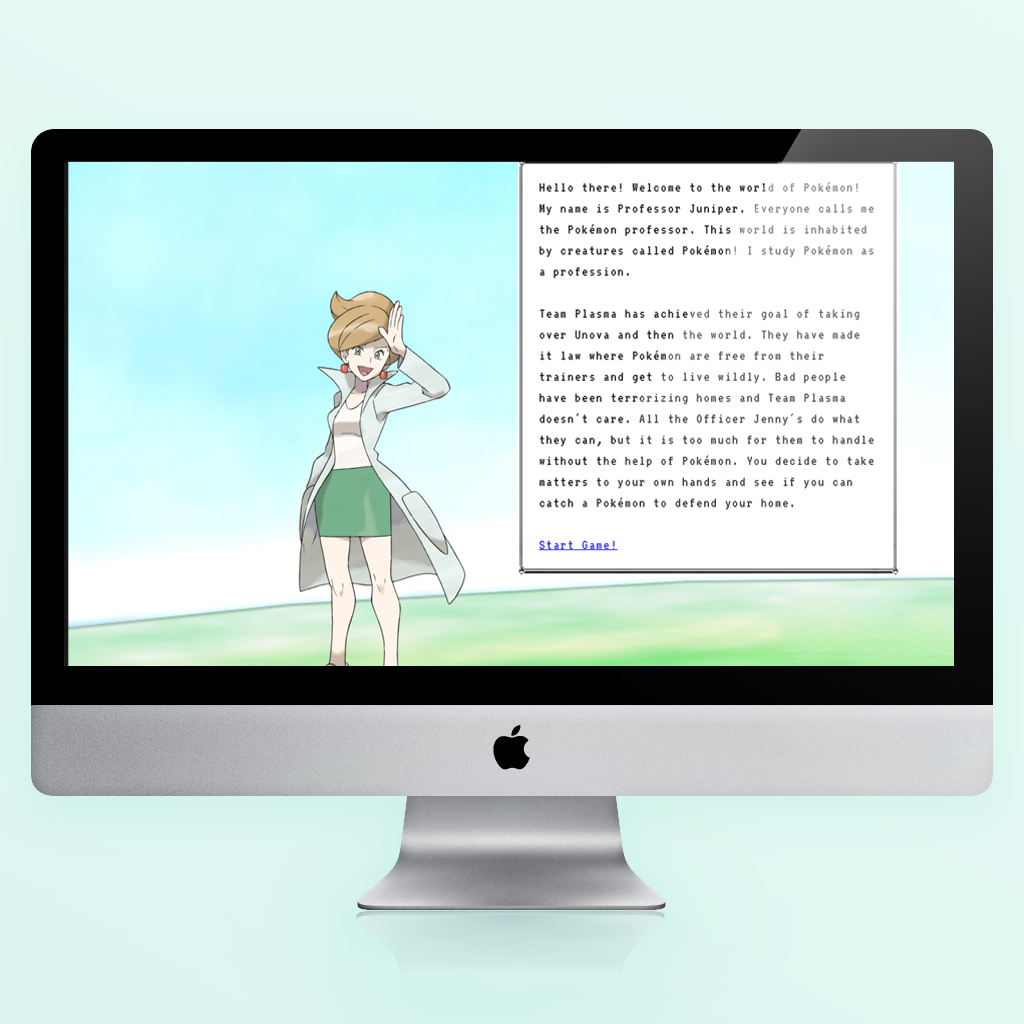 Hello there! Welcome to the world of Pokémon!
My name is Professor Juniper. Everyone calls me
the Pokémon professor. This world is inhabited
by creatures called Pokémon! I study Pokémon as
a profession.
Team Plasma has achieved their goal of taking
over Unova and then the world. They have made
it law where Pokémon are free from their
trainers and get to live wildly. Bad people
have been terrorizing homes and Team Plasma
doesn´t care. All the Officer Jenny´s do what
they can, but it is too much for them to handle
without the help of Pokémon. You decide to take
matters to your own hands and see if you can
catch a Pokémon to defend your home.
Start Game!